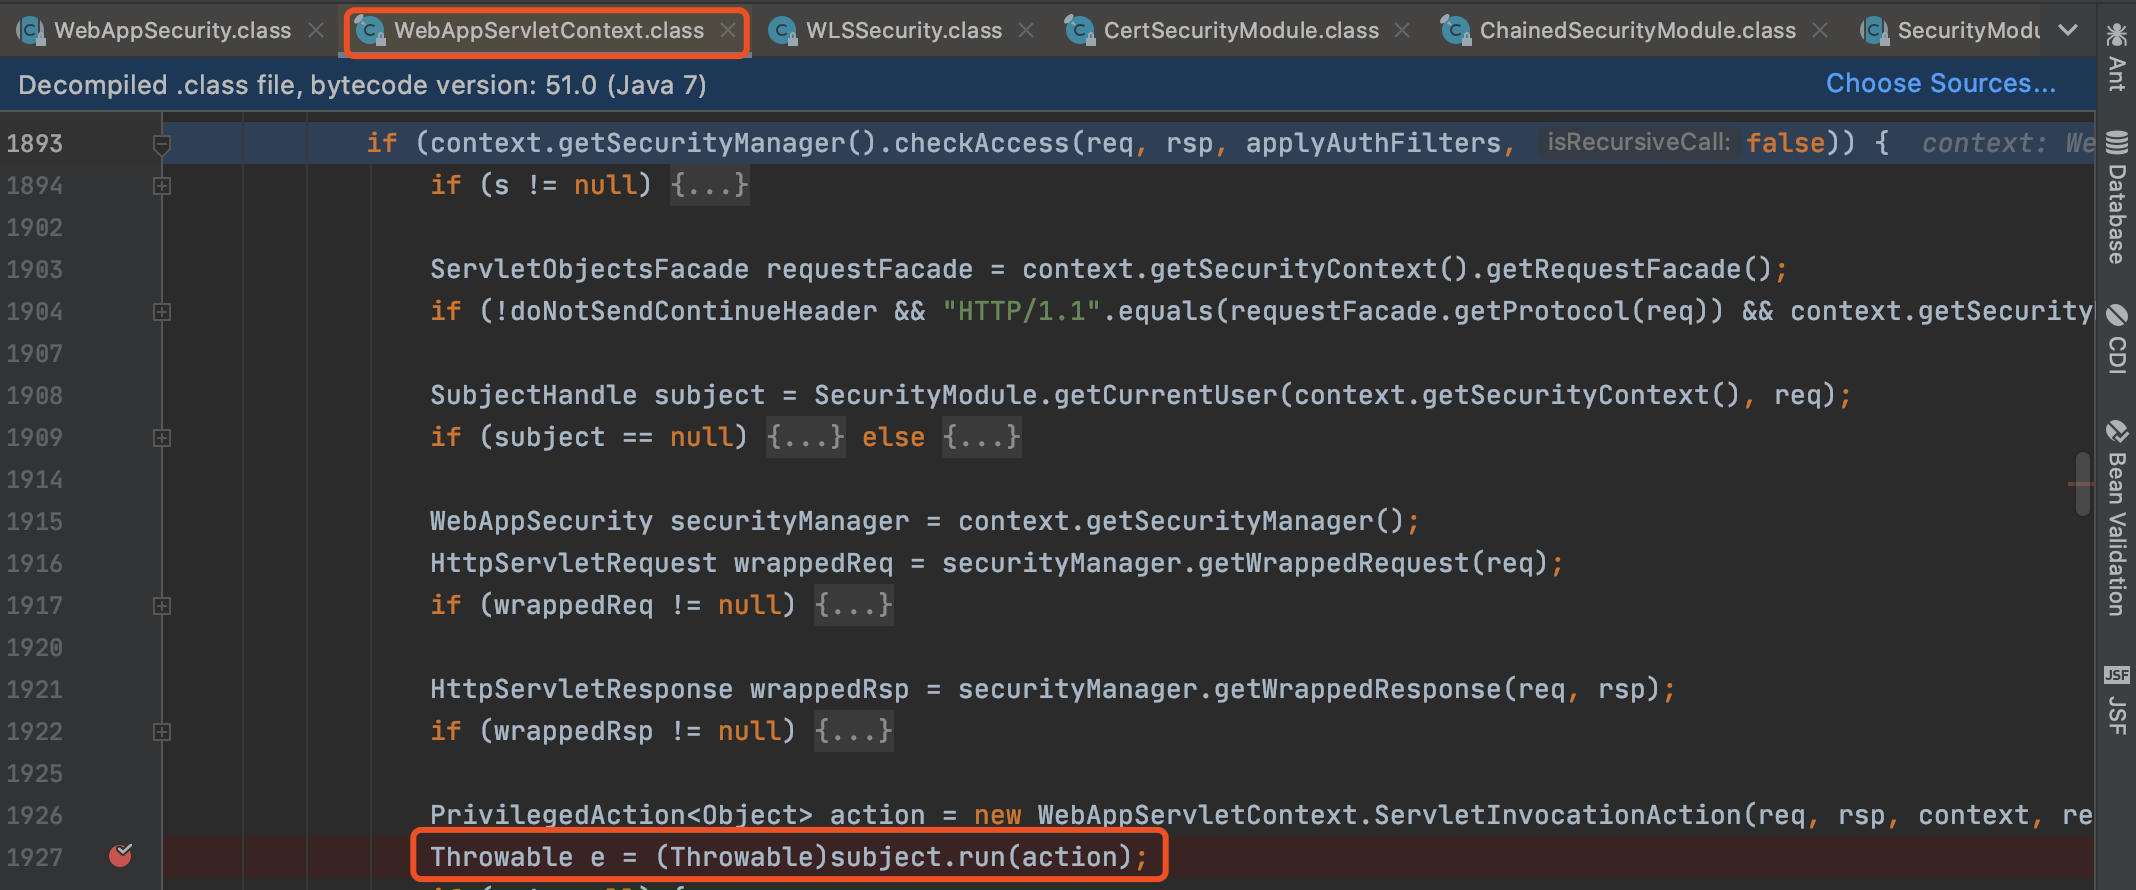 WebAppSecurity.class WebAppServletContext.class WLSSecurity.class CertSecurityModule.class ChainedSecurityModule.class SecurityModu
Decompiled .class file, bytecode version: 51.0 (Java 7) Choose Sources...
1893 if (context.getSecurityManager().checkAccess(req, rsp, applyAuthFilters, isRecursiveCall: false)) { context: We
1894 if (s != null) {...}
1902
1903 ServletObjectsFacade requestFacade = context.getSecurityContext().getRequestFacade();
1904 if (!doNotSendContinueHeader && "HTTP/1.1".equals(requestFacade.getProtocol(req)) && context.getSecurity
1907
1908 SubjectHandle subject = SecurityModule.getCurrentUser(context.getSecurityContext(), req);
1909 if (subject == null) {...} else {...}
1914
1915 WebAppSecurity securityManager = context.getSecurityManager();
1916 HttpServletRequest wrappedReq = securityManager.getWrappedRequest(req);
1917 if (wrappedReq != null) {...}
1920
1921 HttpServletResponse wrappedRsp = securityManager.getWrappedResponse(req, rsp);
1922 if (wrappedRsp != null) {...}
1925
1926 PrivilegedAction<Object> action = new WebAppServletContext.ServletInvocationAction(req, rsp, context, re
1927 Throwable e = (Throwable)subject.run(action);
Ant
Database
CDI
Bean Validation
JSF
JSF